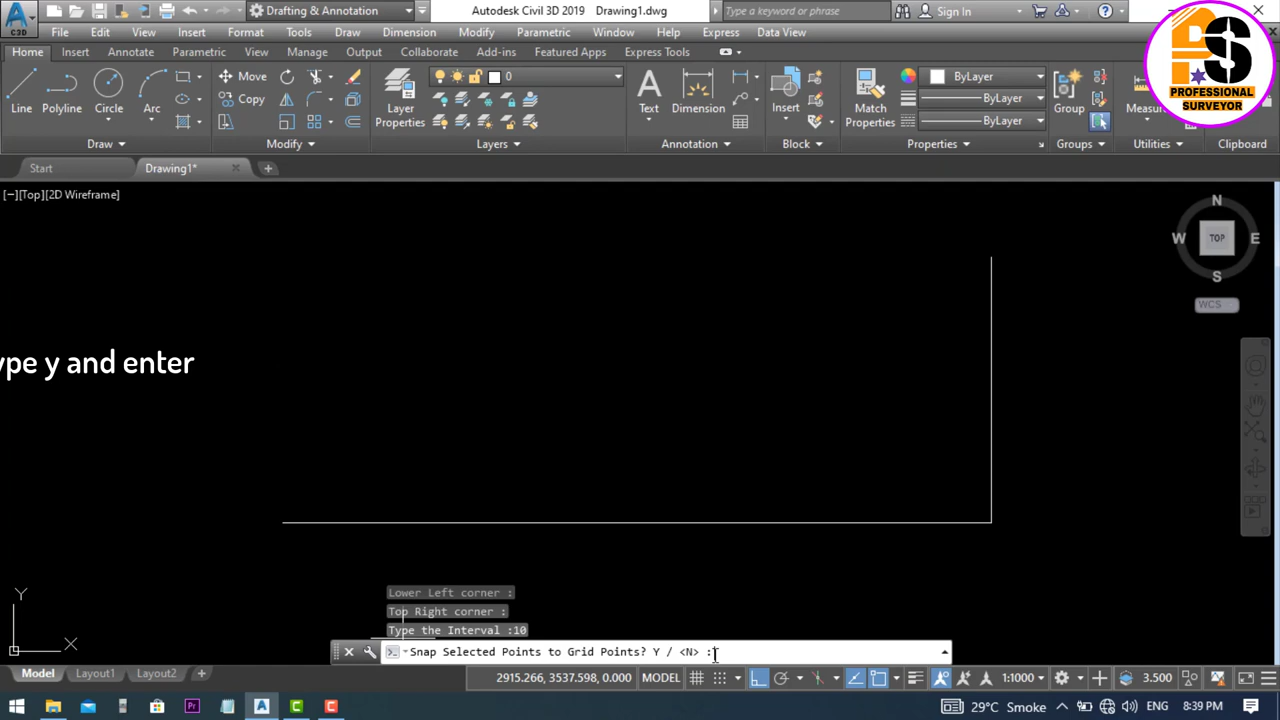 Drafting & Annotation
Autodesk Civil 3D 2019 Drawing1.dwg
Type a keyword or phrase
Sign In
C3D
File Edit View Insert Format Tools Draw Dimension Modify Parametric Window Help Express Data View
Home Insert Annotate Parametric View Manage Output Collaborate Add-ins Featured Apps Express Tools
Line Polyline Circle Arc
Move
Copy
Layer Properties
0
Text Dimension
Insert
Match Properties
ByLayer
ByLayer
ByLayer
Group
Measu
Draw Modify Layers Annotation Block Properties Groups Utilities Clipboard
PS
PROFESSIONAL
SURVEYOR
Start Drawing1*
[−][Top][2D Wireframe]
N
W TOP E
S
WCS
ype y and enter
Y
X
Lower Left corner :
Top Right corner :
Type the Interval :10
Snap Selected Points to Grid Points? Y / <N> :
Model Layout1 Layout2 +
2915.266, 3537.598, 0.000 MODEL 1:1000 3.500
Pr
29°C Smoke ENG 8:39 PM